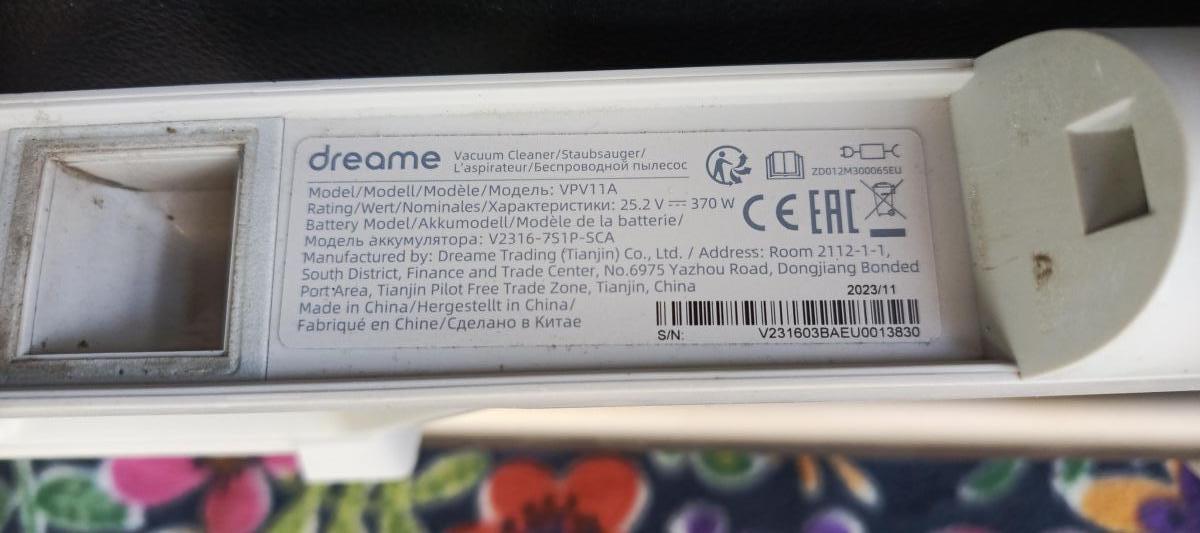 dreame
Vacuum Cleaner/Staubsauger/
L'aspirateur/Беспроводной пылесос
ZD012M300065EU
Model/Modell/Modèle/Модель: VPV11A
Rating/Wert/Nominales/Характеристики: 25.2 V ⎓ 370 W
CE EAC
Battery Model/Akkumodell/Modèle de la batterie/
Модель аккумулятора: V2316-7S1P-SCA
Manufactured by: Dreame Trading (Tianjin) Co., Ltd. / Address: Room 2112-1-1,
South District, Finance and Trade Center, No.6975 Yazhou Road, Dongjiang Bonded
Port Area, Tianjin Pilot Free Trade Zone, Tianjin, China
2023/11
Made in China/Hergestellt in China/
Fabriqué en Chine/Сделано в Китае
S/N: V231603BAEU0013830